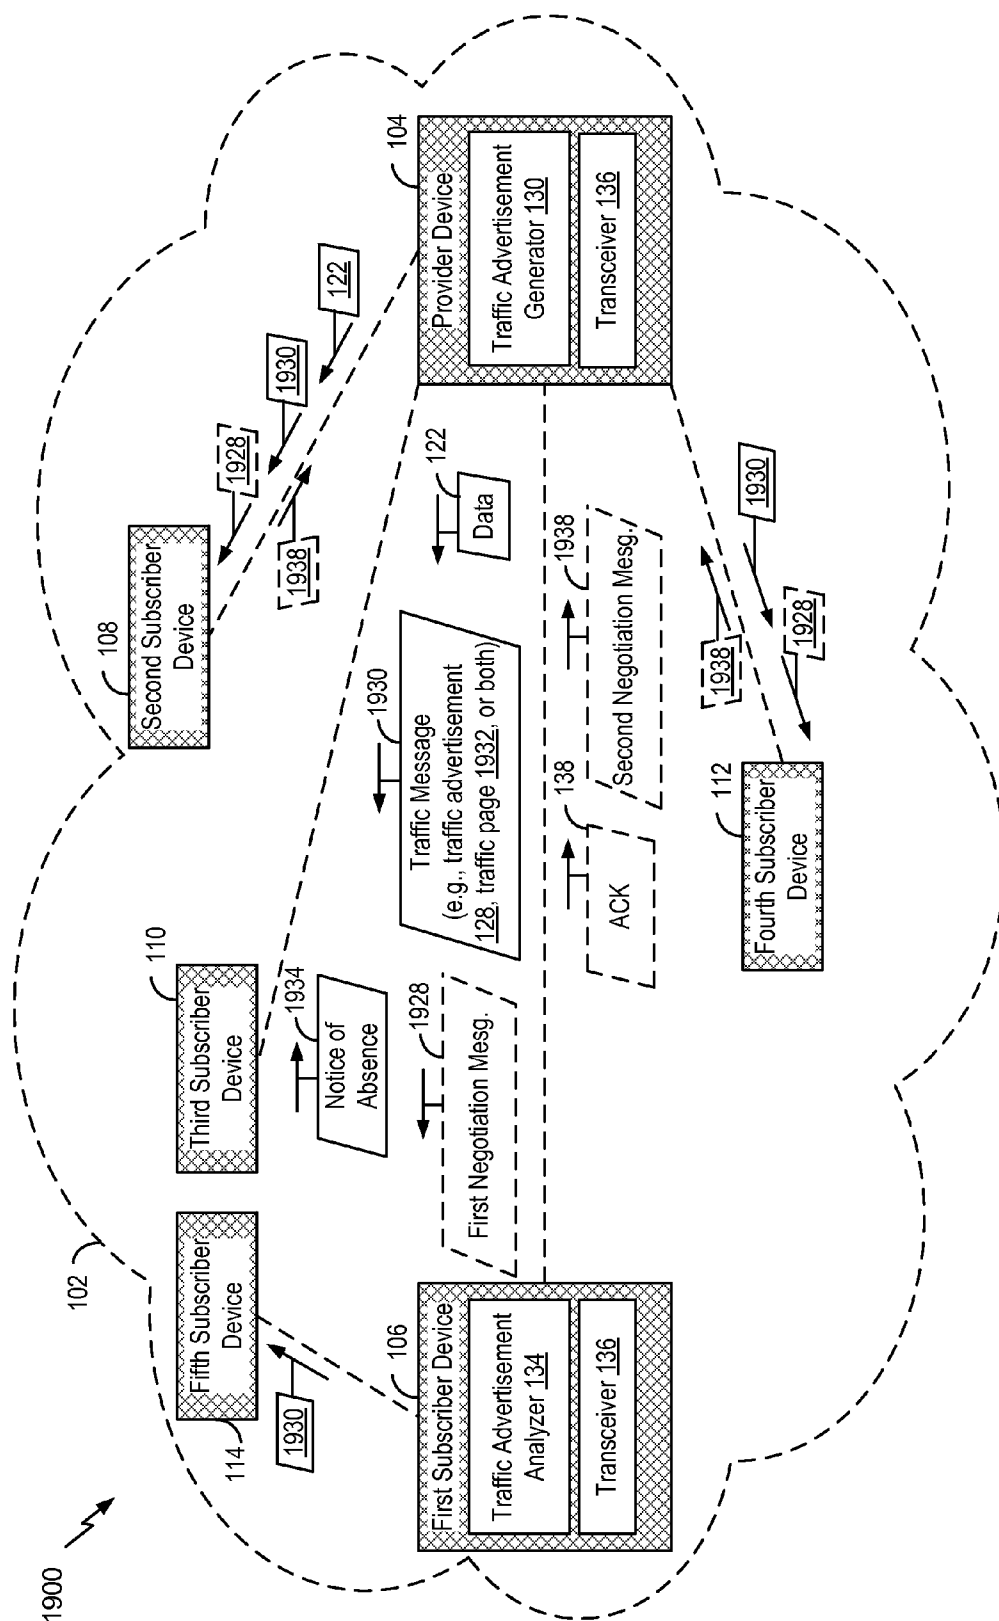 1900
102
108
Second Subscriber
Device
1928
1930
122
1938
104
Provider Device
Traffic Advertisement
Generator 130
Transceiver 136
114
Fifth Subscriber
Device
1930
110
Third Subscriber
Device
1934
Notice of
Absence
1930
Traffic Message
(e.g., traffic advertisement
128, traffic page 1932, or both)
122
Data
1928
First Negotiation Mesg.
138
ACK
1938
Second Negotiation Mesg.
106
First Subscriber Device
Traffic Advertisement
Analyzer 134
Transceiver 136
112
Fourth Subscriber
Device
1938
1928
1930